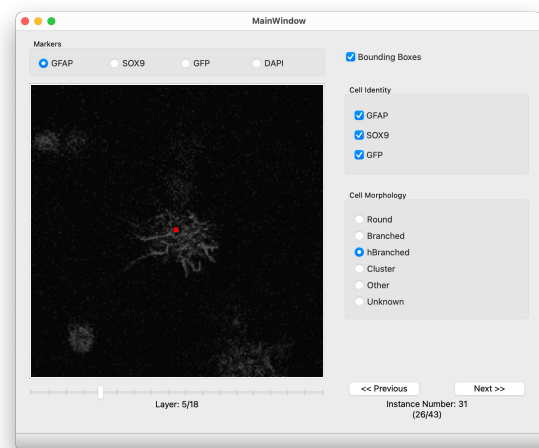 MainWindow
Markers
GFAP SOX9 GFP DAPI
Bounding Boxes
Cell Identity
GFAP
SOX9
GFP
Cell Morphology
Round
Branched
hBranched
Cluster
Other
Unknown
Layer: 5/18
<< Previous Next >>
Instance Number: 31
(26/43)